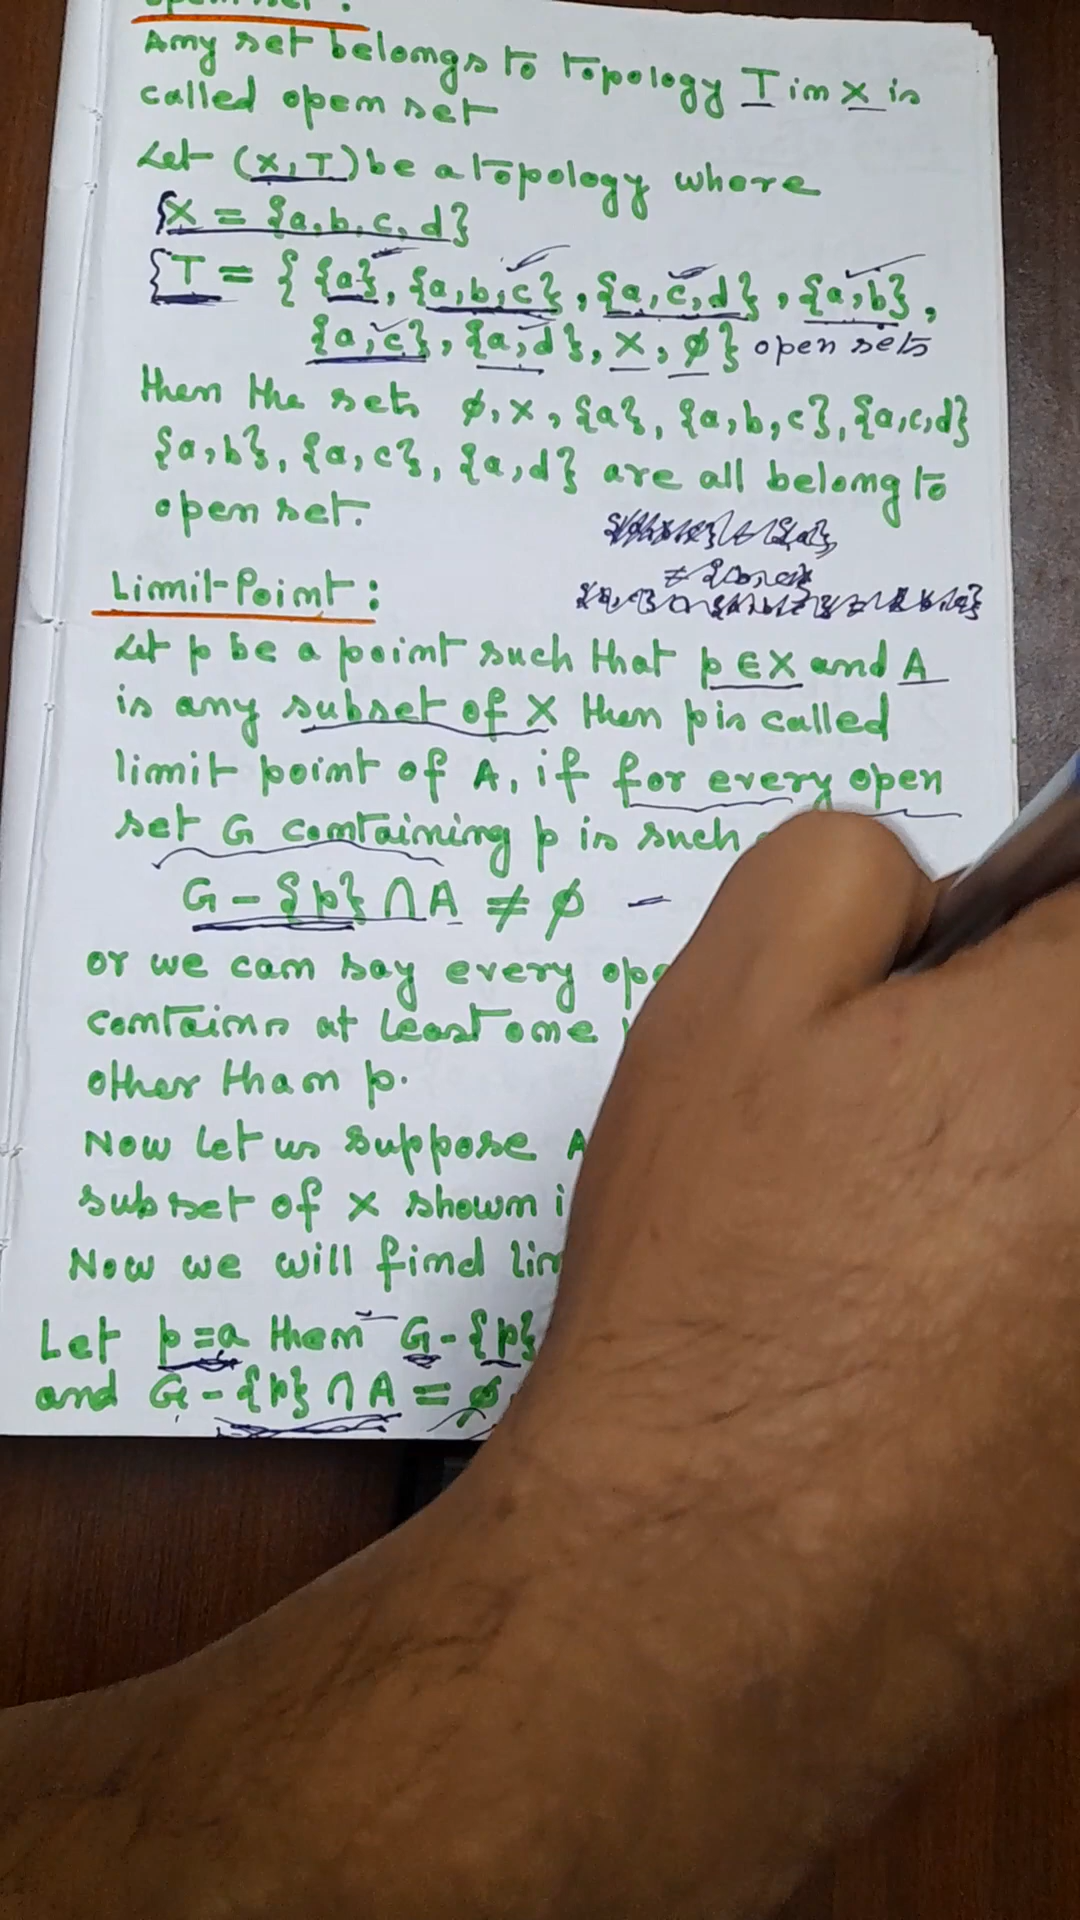 Open set:
Any set belongs to topology T in X is
called open set
Let (X, T) be a topology where
X = {a, b, c, d}
T = { {a}, {a, b, c}, {a, c, d}, {a, b},
{a, c}, {a, d}, X, ϕ} open sets
then the sets ϕ, X, {a}, {a, b, c}, {a, c, d}
{a, b}, {a, c}, {a, d} are all belong to
open set.
Limit Point:
Let p be a point such that p ∈ X and A
is any subset of X then p is called
limit point of A, if for every open
set G containing p is such
G - {p} ∩ A ≠ ϕ
or we can say every
contains at least one
other than p.
Now let us suppose A
subset of X shown
Now we will find
Let p = a then G - {p}
and G - {p} ∩ A = ϕ